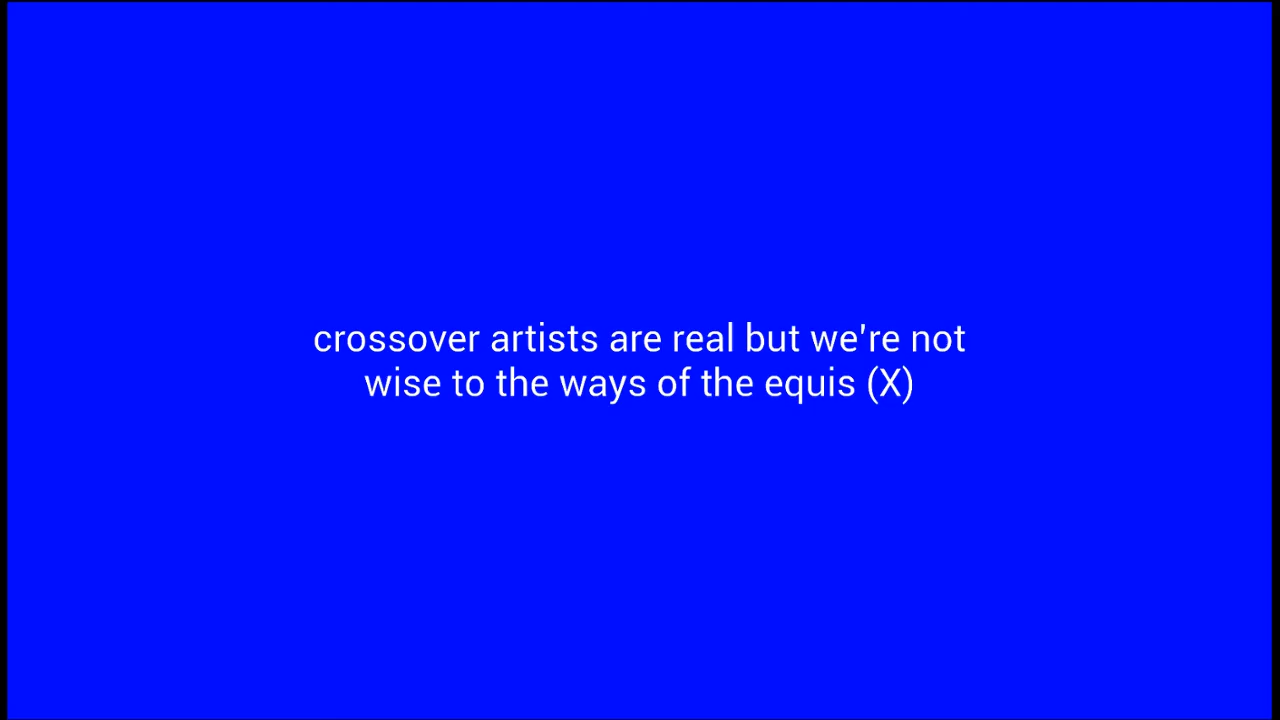 crossover artists are real but we're not
wise to the ways of the equis (X)